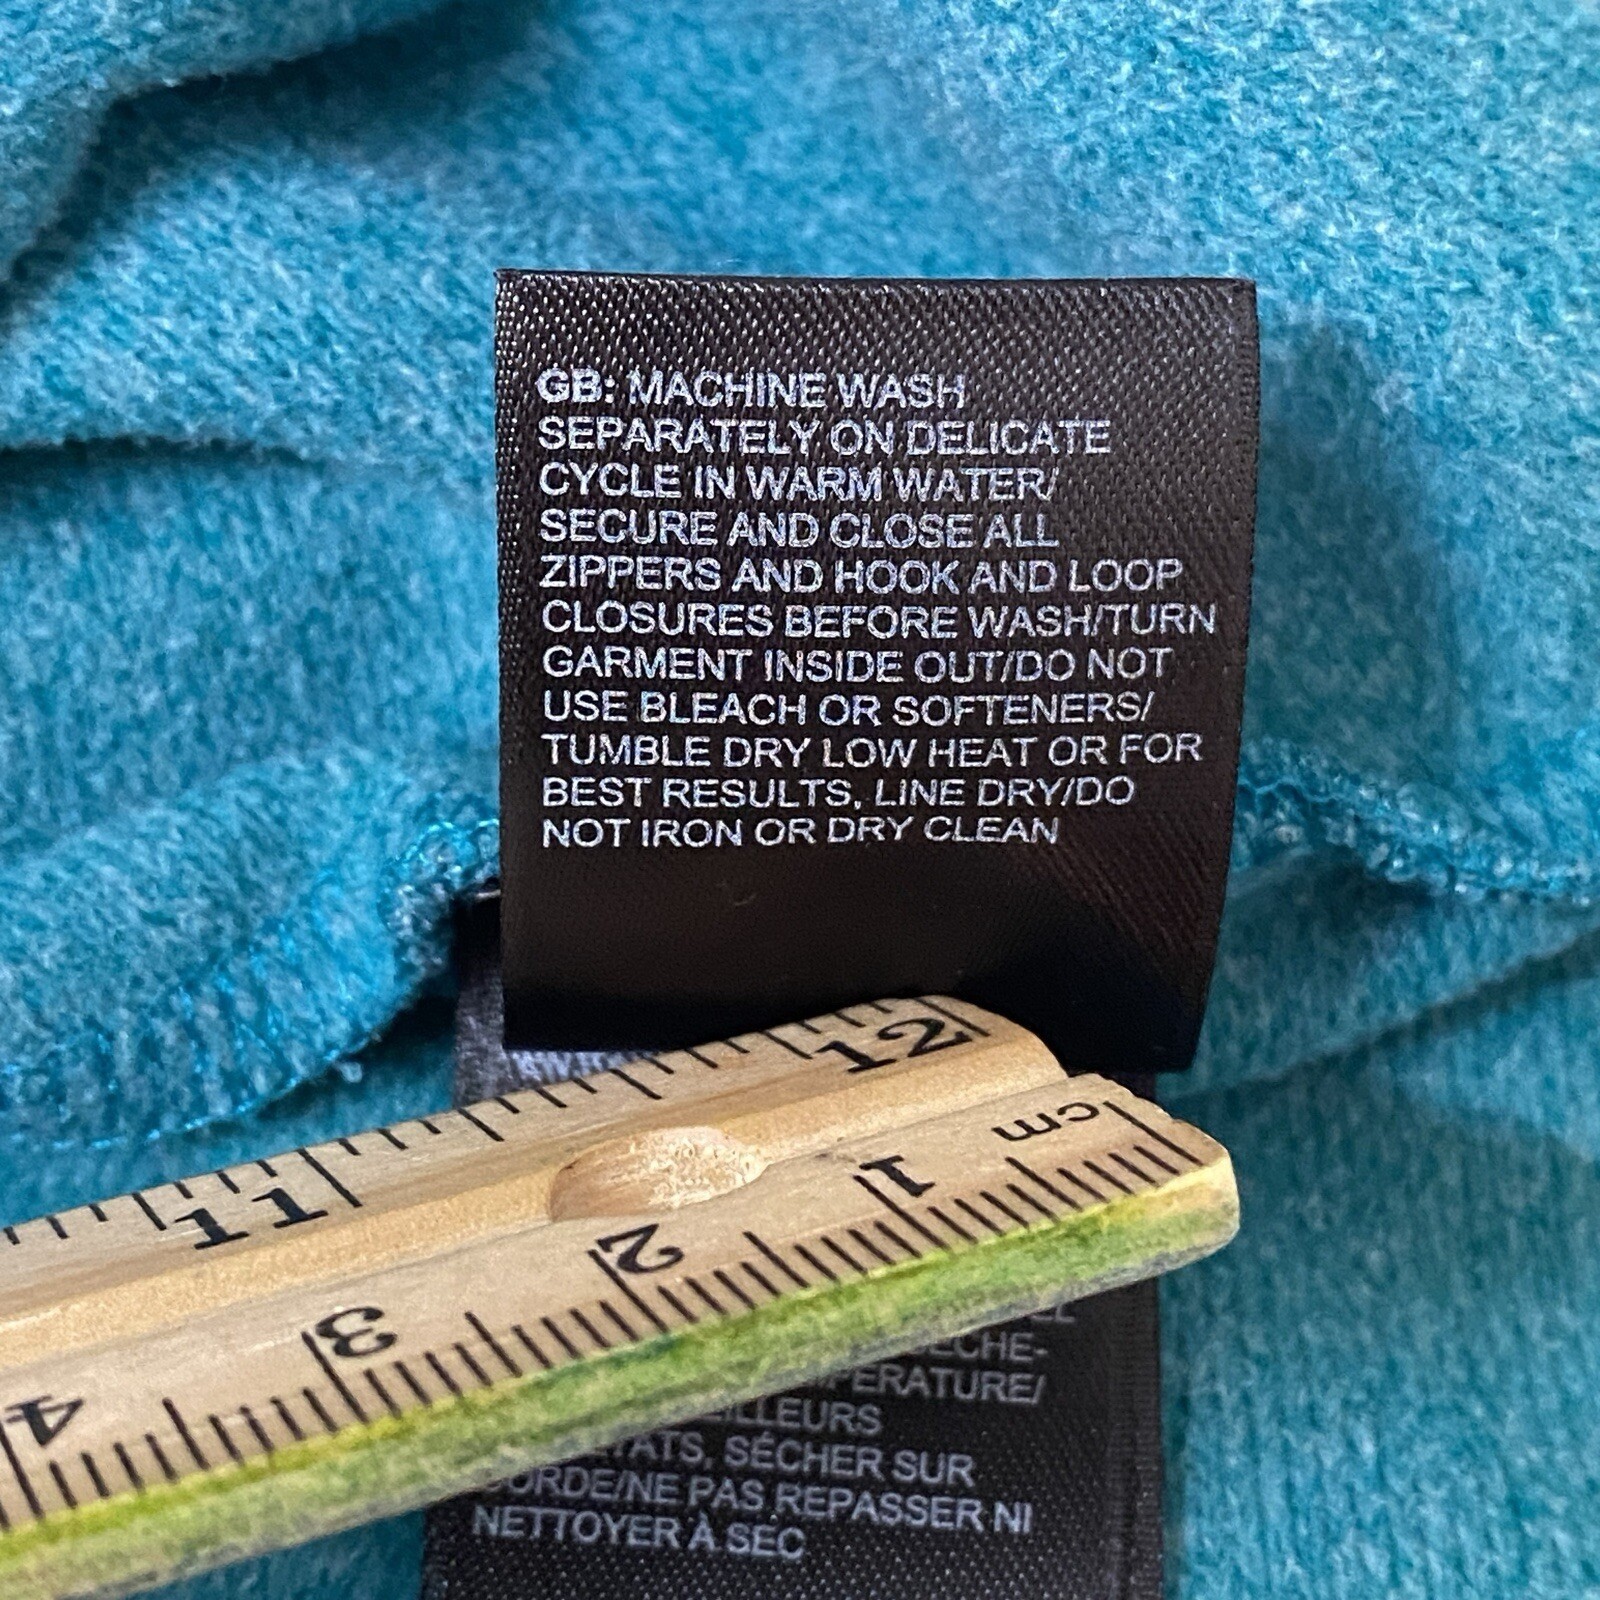 GB: MACHINE WASH
SEPARATELY ON DELICATE
CYCLE IN WARM WATER/
SECURE AND CLOSE ALL
ZIPPERS AND HOOK AND LOOP
CLOSURES BEFORE WASH/TURN
GARMENT INSIDE OUT/DO NOT
USE BLEACH OR SOFTENERS/
TUMBLE DRY LOW HEAT OR FOR
BEST RESULTS, LINE DRY/DO
NOT IRON OR DRY CLEAN
11 12
cm 1 2 3 4
SÉCHER SUR
PAS REPASSER NI
NETTOYER À SEC